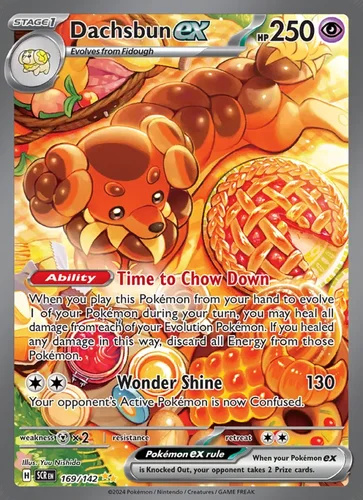 STAGE 1
Dachsbun ex
HP 250
Evolves from Fidough
Ability Time to Chow Down
When you play this Pokémon from your hand to evolve
1 of your Pokémon during your turn, you may heal all
damage from each of your Evolution Pokémon. If you healed
any damage in this way, discard all Energy from those
Pokémon.
Wonder Shine 130
Your opponent's Active Pokémon is now Confused.
weakness ×2 resistance retreat
Illus. Yuu Nishida
Pokémon ex rule
When your Pokémon ex
is Knocked Out, your opponent takes 2 Prize cards.
H SCR EN 169/142
©2024 Pokémon / Nintendo / Creatures / GAME FREAK